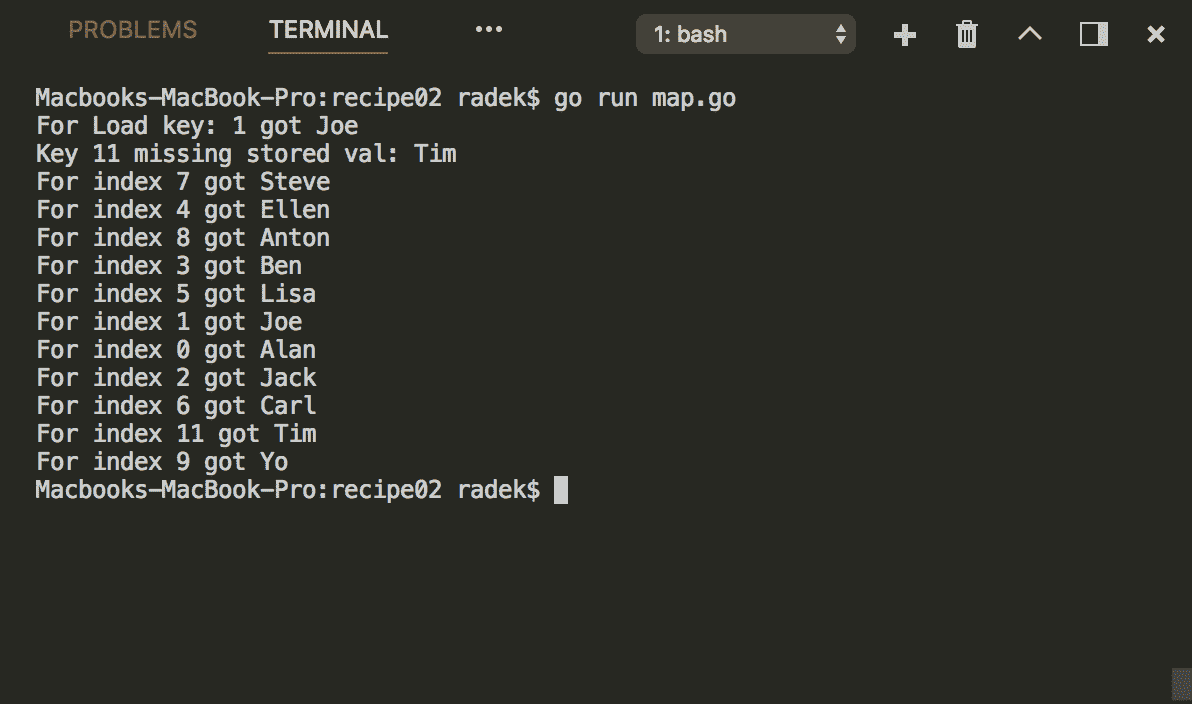 PROBLEMS TERMINAL ••• 1: bash
Macbooks-MacBook-Pro:recipe02 radek$ go run map.go
For Load key: 1 got Joe
Key 11 missing stored val: Tim
For index 7 got Steve
For index 4 got Ellen
For index 8 got Anton
For index 3 got Ben
For index 5 got Lisa
For index 1 got Joe
For index 0 got Alan
For index 2 got Jack
For index 6 got Carl
For index 11 got Tim
For index 9 got Yo
Macbooks-MacBook-Pro:recipe02 radek$